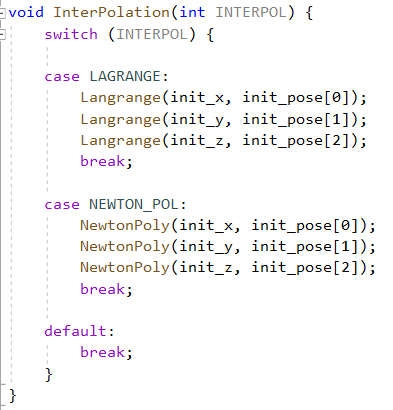 void InterPolation(int INTERPOL) {
    switch (INTERPOL) {
    case LAGRANGE:
        Langrange(init_x, init_pose[0]);
        Langrange(init_y, init_pose[1]);
        Langrange(init_z, init_pose[2]);
        break;
    case NEWTON_POL:
        NewtonPoly(init_x, init_pose[0]);
        NewtonPoly(init_y, init_pose[1]);
        NewtonPoly(init_z, init_pose[2]);
        break;
    default:
        break;
    }
}